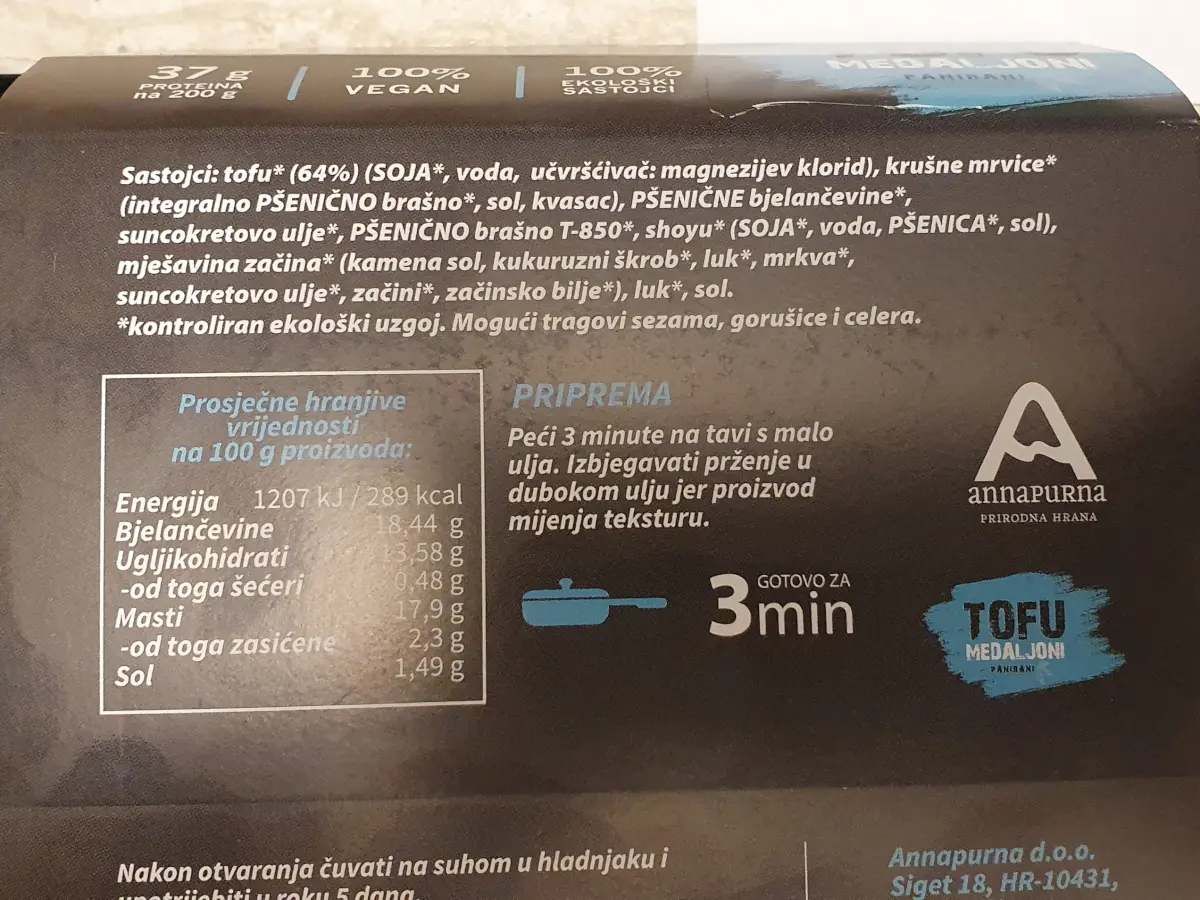 37 g
PROTEINA
na 200 g
100%
VEGAN
100%
EKOLOŠKI
SASTOJCI
MEDALJONI
PANIRANI
Sastojci: tofu* (64%) (SOJA*, voda, učvršćivač: magnezijev klorid), krušne mrvice*
(integralno PŠENIČNO brašno*, sol, kvasac), PŠENIČNE bjelančevine*,
suncokretovo ulje*, PŠENIČNO brašno T-850*, shoyu* (SOJA*, voda, PŠENICA*, sol),
mješavina začina* (kamena sol, kukuruzni škrob*, luk*, mrkva*,
suncokretovo ulje*, začini*, začinsko bilje*), luk*, sol.
*kontroliran ekološki uzgoj. Mogući tragovi sezama, gorušice i celera.
Prosječne hranjive
vrijednosti
na 100 g proizvoda:
Energija 1207 kJ / 289 kcal
Bjelančevine 18,44 g
Ugljikohidrati 13,58 g
-od toga šećeri 0,48 g
Masti 17,9 g
-od toga zasićene 2,3 g
Sol 1,49 g
PRIPREMA
Peći 3 minute na tavi s malo
ulja. Izbjegavati prženje u
dubokom ulju jer proizvod
mijenja teksturu.
3 GOTOVO ZA
min
annapurna
PRIRODNA HRANA
TOFU
MEDALJONI
PANIRANI
Nakon otvaranja čuvati na suhom u hladnjaku i
upotrijebiti u roku 5 dana.
Annapurna d.o.o.
Siget 18, HR-10431,